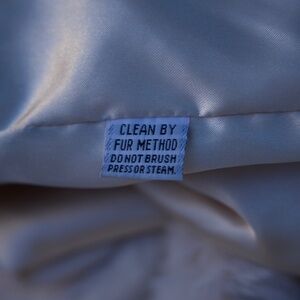 CLEAN BY
FUR METHOD
DO NOT BRUSH
PRESS OR STEAM.